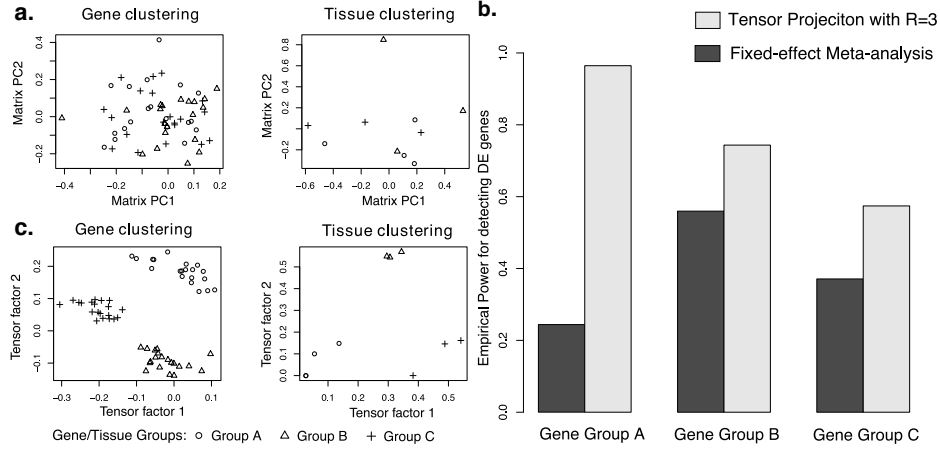 a.
Gene clustering
Tissue clustering
Matrix PC2
0.4
0.2
0.0
−0.2
−0.4
−0.2
0.0
0.2
Matrix PC1
Matrix PC2
0.8
0.6
0.4
0.2
−0.2
−0.6
−0.4
−0.2
0.0
0.2
0.4
Matrix PC1
c.
Gene clustering
Tissue clustering
Tensor factor 2
0.2
0.1
0.0
−0.1
−0.3
−0.2
−0.1
0.0
0.1
Tensor factor 1
Tensor factor 2
0.5
0.4
0.3
0.2
0.1
0.0
0.1
0.2
0.3
0.4
0.5
Tensor factor 1
Gene/Tissue Groups: Group A Group B Group C
b.
Tensor Projeciton with R=3
Fixed-effect Meta-analysis
Empirical Power for detecting DE genes
1.0
0.8
0.6
0.4
0.2
0.0
Gene Group A
Gene Group B
Gene Group C